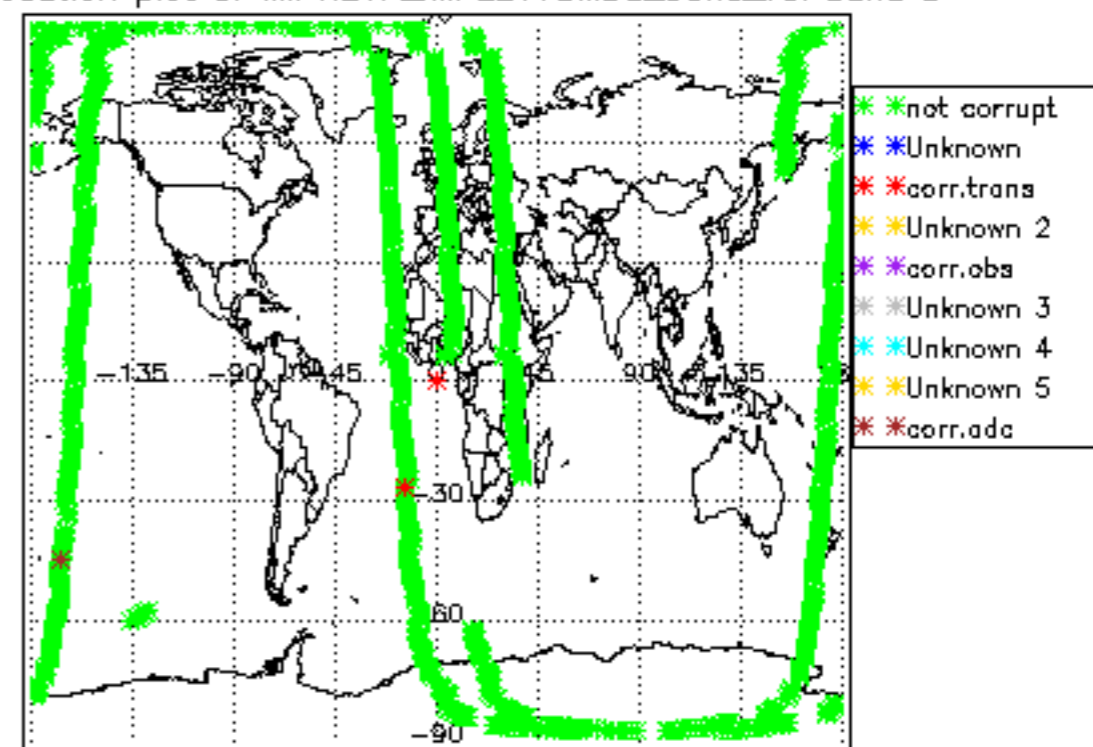 not corrupt
Unknown
corr.trans
Unknown 2
corr.obs
Unknown 3
Unknown 4
Unknown 5
corr.adc
-135 -90 45 45 90 135
-30
-90